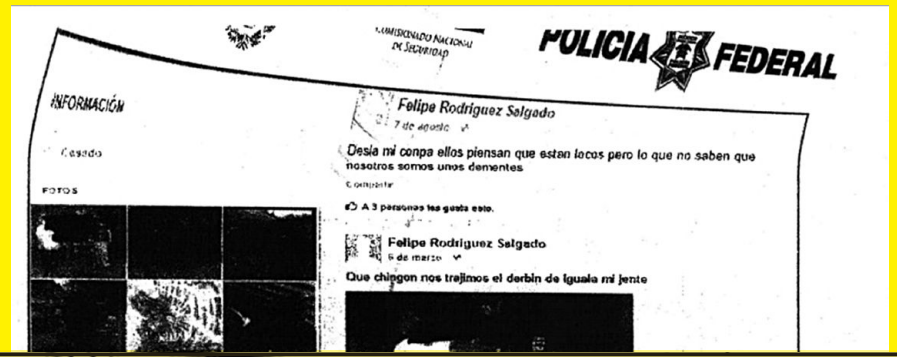 COMISIONADO NACIONAL
DE SEGURIDAD
POLICIA FEDERAL
INFORMACIÓN
Casado
FOTOS
Felipe Rodriguez Salgado
7 de agosto
Desia mi conpa ellos piensan que estan locos pero lo que no saben que
nosotros somos unos dementes
Compartir
A 3 personas les gusta esto.
Felipe Rodriguez Salgado
6 de marzo
Que chingon nos trajimos el derbin de iguala mi jente